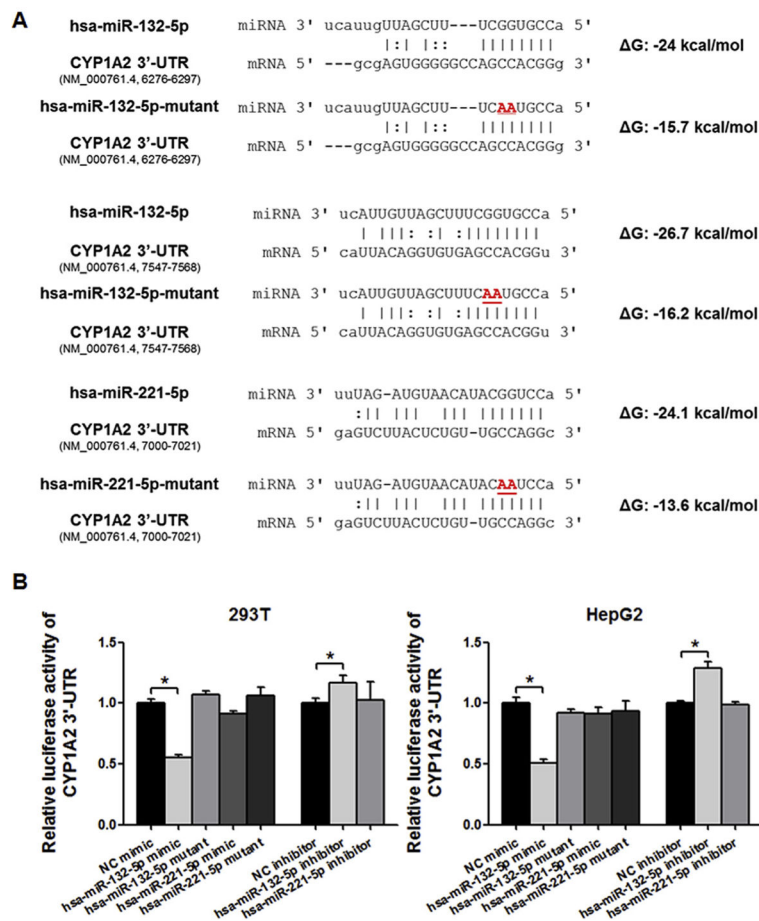 A
hsa-miR-132-5p miRNA 3' ucauugUUAGCUU---UCGGUGCCa 5'
|:| |:: ||||||||
ΔG: -24 kcal/mol
CYP1A2 3'-UTR mRNA 5' ---gcgAGUGGGGGCCAGCCACGGg 3'
(NM_000761.4, 6276-6297)
hsa-miR-132-5p-mutant miRNA 3' ucauugUUAGCUU---UCAAUGCCa 5'
|:| |:: ||||||||
ΔG: -15.7 kcal/mol
CYP1A2 3'-UTR mRNA 5' ---gcgAGUGGGGGCCAGCCACGGg 3'
(NM_000761.4, 6276-6297)
hsa-miR-132-5p miRNA 3' ucAUUGUUAGCUUUCGGUGCCa 5'
| |||: :| : ||||||||
ΔG: -26.7 kcal/mol
CYP1A2 3'-UTR mRNA 5' caUUACAGGUGUGAGCCACGGu 3'
(NM_000761.4, 7547-7568)
hsa-miR-132-5p-mutant miRNA 3' ucAUUGUUAGCUUUCAAUGCCa 5'
| |||: :| : ||||||||
ΔG: -16.2 kcal/mol
CYP1A2 3'-UTR mRNA 5' caUUACAGGUGUGAGCCACGGu 3'
(NM_000761.4, 7547-7568)
hsa-miR-221-5p miRNA 3' uuUAG-AUGUAACAUACGGUCCa 5'
:|| ||| ||| |||||||
ΔG: -24.1 kcal/mol
CYP1A2 3'-UTR mRNA 5' gaGUCUUACUCUGU-UGCCAGGc 3'
(NM_000761.4, 7000-7021)
hsa-miR-221-5p-mutant miRNA 3' uuUAG-AUGUAACAUACAAUCCa 5'
:|| ||| ||| |||||||
ΔG: -13.6 kcal/mol
CYP1A2 3'-UTR mRNA 5' gaGUCUUACUCUGU-UGCCAGGc 3'
(NM_000761.4, 7000-7021)
B
293T
Relative luciferase activity of
CYP1A2 3'-UTR
1.5
1.0
0.5
0.0
*
*
NC mimic
hsa-miR-132-5p mimic
hsa-miR-132-5p mutant
hsa-miR-221-5p mimic
hsa-miR-221-5p mutant
NC inhibitor
hsa-miR-132-5p inhibitor
hsa-miR-221-5p inhibitor
HepG2
Relative luciferase activity of
CYP1A2 3'-UTR
1.5
1.0
0.5
0.0
*
*
NC mimic
hsa-miR-132-5p mimic
hsa-miR-132-5p mutant
hsa-miR-221-5p mimic
hsa-miR-221-5p mutant
NC inhibitor
hsa-miR-132-5p inhibitor
hsa-miR-221-5p inhibitor